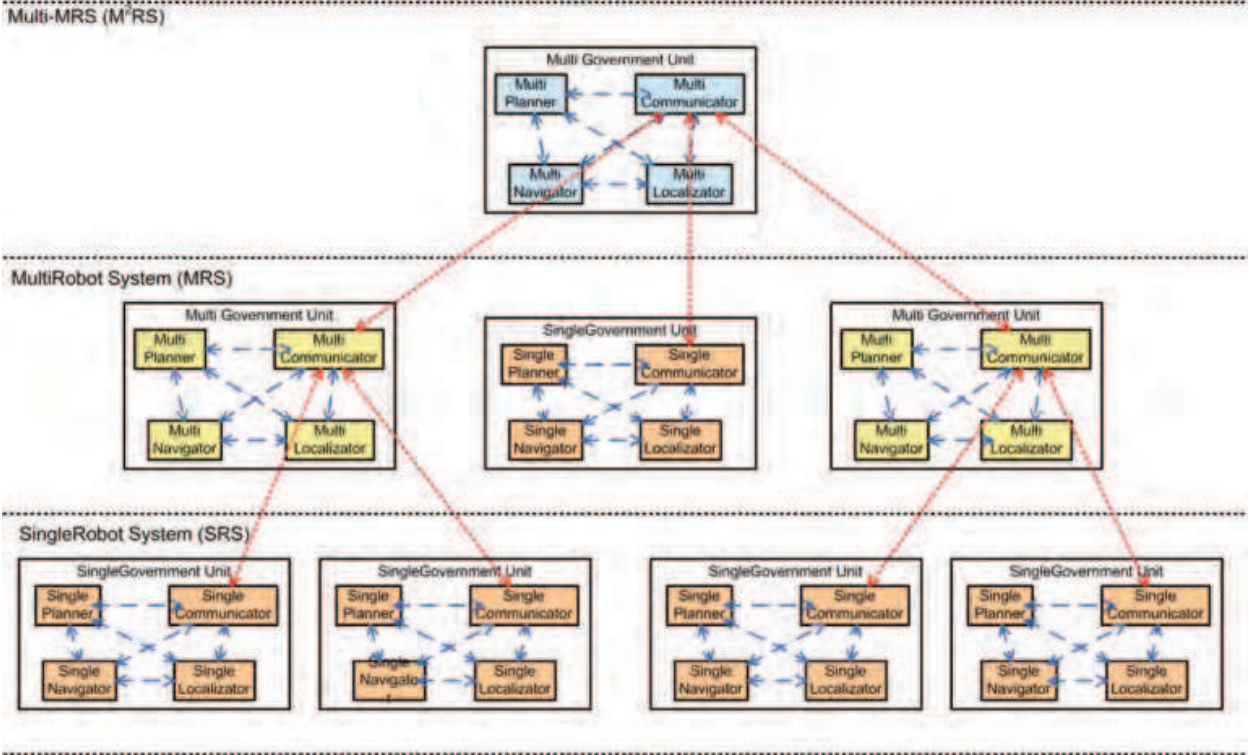 Multi-MRS (M²RS)
Multi Government Unit
Multi
Planner
Multi
Communicator
Multi
Navigator
Multi
Localizator
MultiRobot System (MRS)
Multi Government Unit
Multi
Planner
Multi
Communicator
Multi
Navigator
Multi
Localizator
SingleGovernment Unit
Single
Planner
Single
Communicator
Single
Navigator
Single
Localizator
Multi Government Unit
Multi
Planner
Multi
Communicator
Multi
Navigator
Multi
Localizator
SingleRobot System (SRS)
SingleGovernment Unit
Single
Planner
Single
Communicator
Single
Navigator
Single
Localizator
SingleGovernment Unit
Single
Planner
Single
Communicator
Single
Navigato
r
Single
Localizator
SingleGovernment Unit
Single
Planner
Single
Communicator
Single
Navigator
Single
Localizator
SingleGovernment Unit
Single
Planner
Single
Communicator
Single
Navigator
Single
Localizator